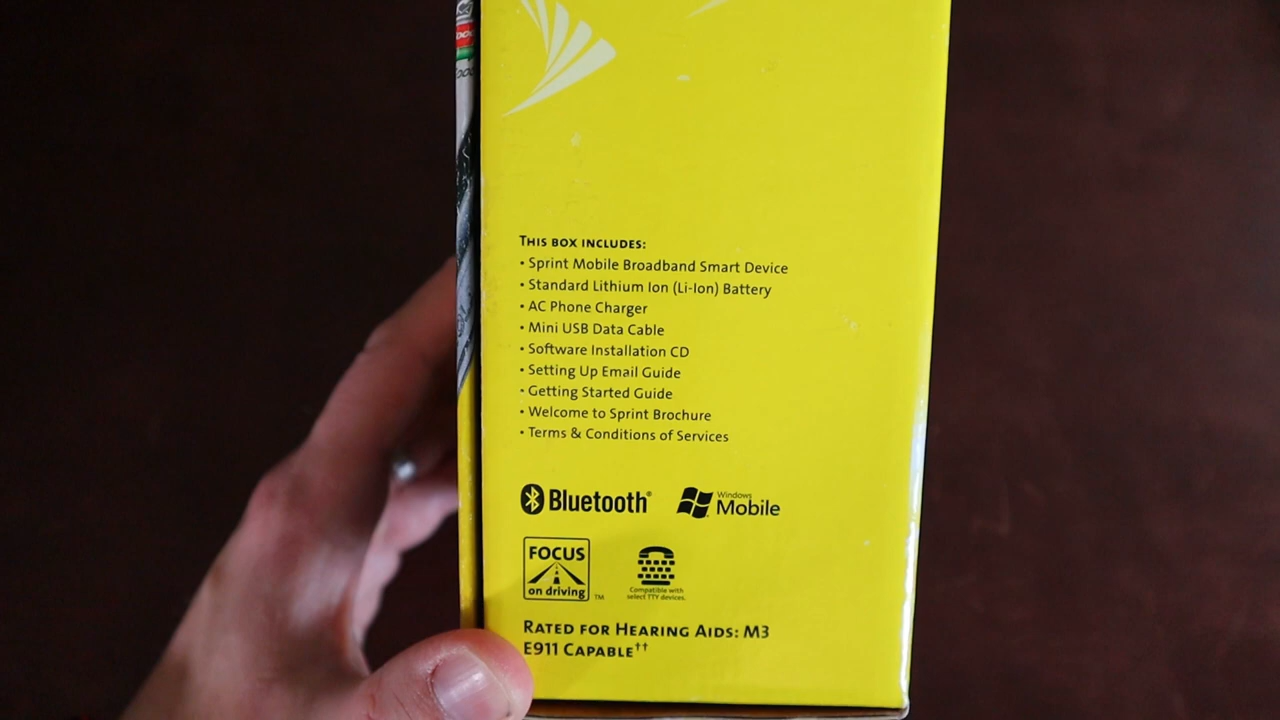 THIS BOX INCLUDES:
• Sprint Mobile Broadband Smart Device
• Standard Lithium Ion (Li-Ion) Battery
• AC Phone Charger
• Mini USB Data Cable
• Software Installation CD
• Setting Up Email Guide
• Getting Started Guide
• Welcome to Sprint Brochure
• Terms & Conditions of Services
Bluetooth®
Windows
Mobile
FOCUS
on driving ™
Compatible with
select TTY devices.
RATED FOR HEARING AIDS: M3
E911 CAPABLE††